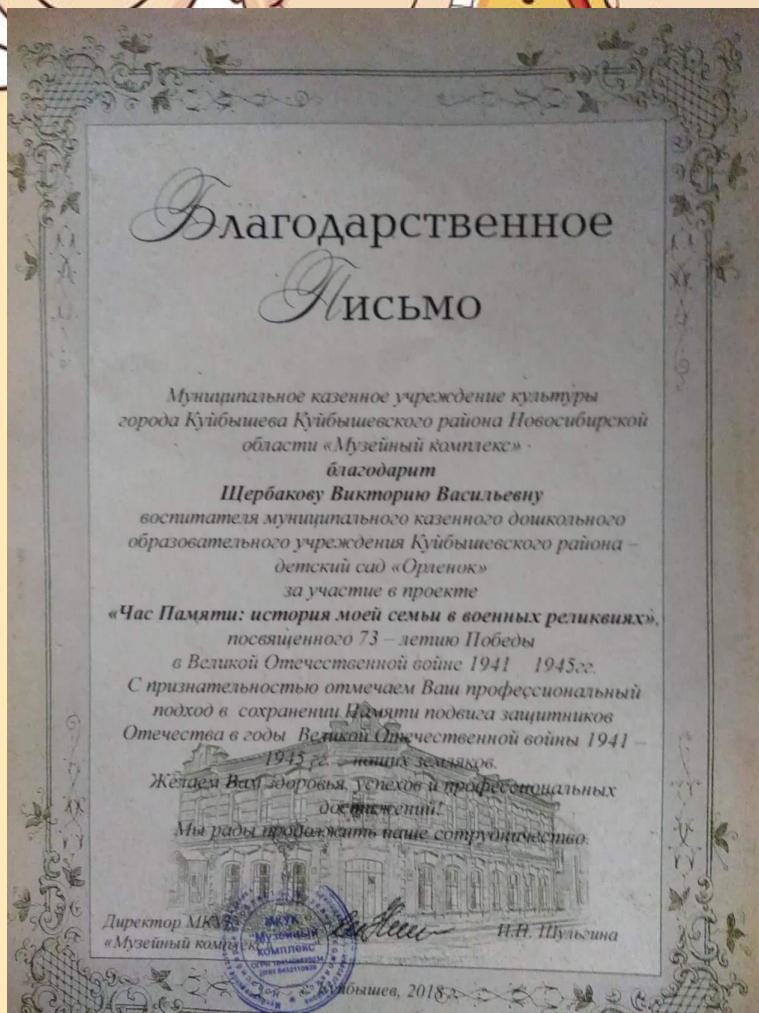 Благодарственное
Письмо
Муниципальное казенное учреждение культуры
города Куйбышева Куйбышевского района Новосибирской
области «Музейный комплекс»
благодарит
Щербакову Викторию Васильевну
воспитателя муниципального казенного дошкольного
образовательного учреждения Куйбышевского района –
детский сад «Орленок»
за участие в проекте
«Час Памяти: история моей семьи в военных реликвиях»,
посвященного 73 – летию Победы
в Великой Отечественной войне 1941 1945гг.
С признательностью отмечаем Ваш профессиональный
подход в сохранении Памяти подвига защитников
Отечества в годы Великой Отечественной войны 1941 –
1945 гг. – наших земляков.
Желаем Вам здоровья, успехов и профессиональных
достижений!
Мы рады продолжить наше сотрудничество.
Директор МКУК
«Музейный комплекс»
И.Н. Шульгина
МКУК
"Музейный
комплекс"
Куйбышев, 2018